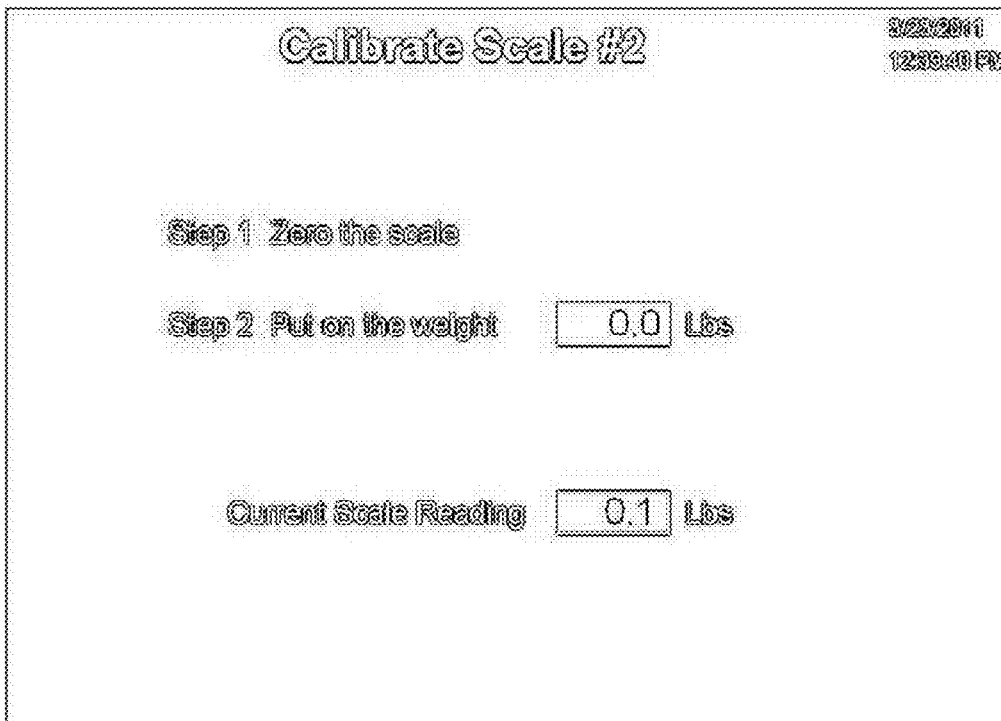 Calibrate Scale #2
Step 1 Zero the scale
Step 2 Put on the weight 0.0 Lbs
Current Scale Reading 0.1 Lbs